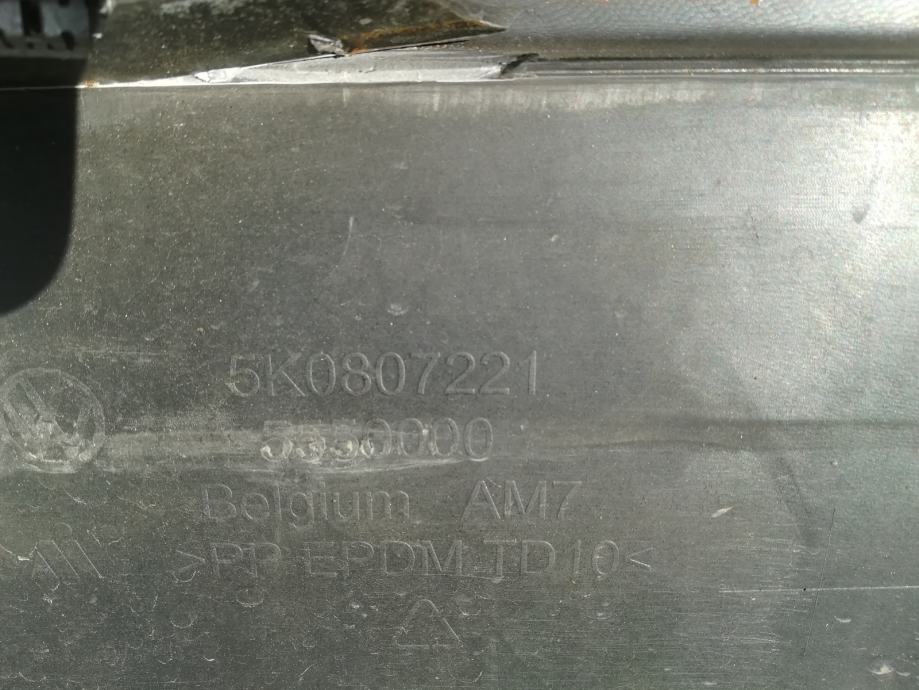 5K0807221
Belgium AM7
>PP EPDM TD10<